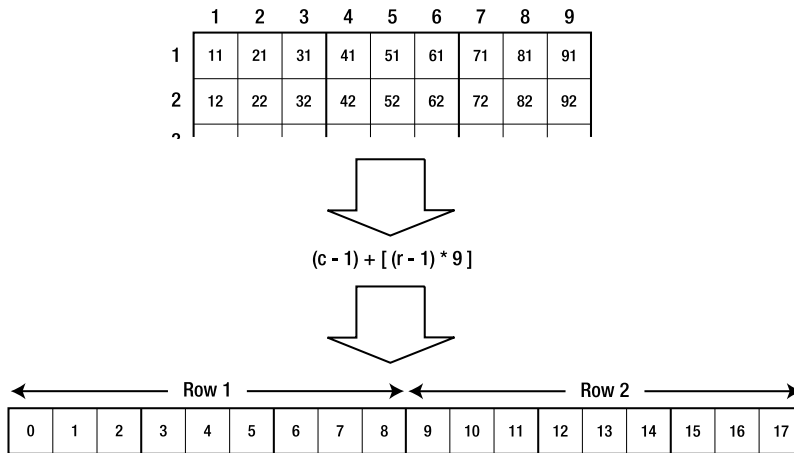 1 2 3 4 5 6 7 8 9
1 11 21 31 41 51 61 71 81 91
2 12 22 32 42 52 62 72 82 92
(c - 1) + [ (r - 1) * 9 ]
Row 1 Row 2
0 1 2 3 4 5 6 7 8 9 10 11 12 13 14 15 16 17